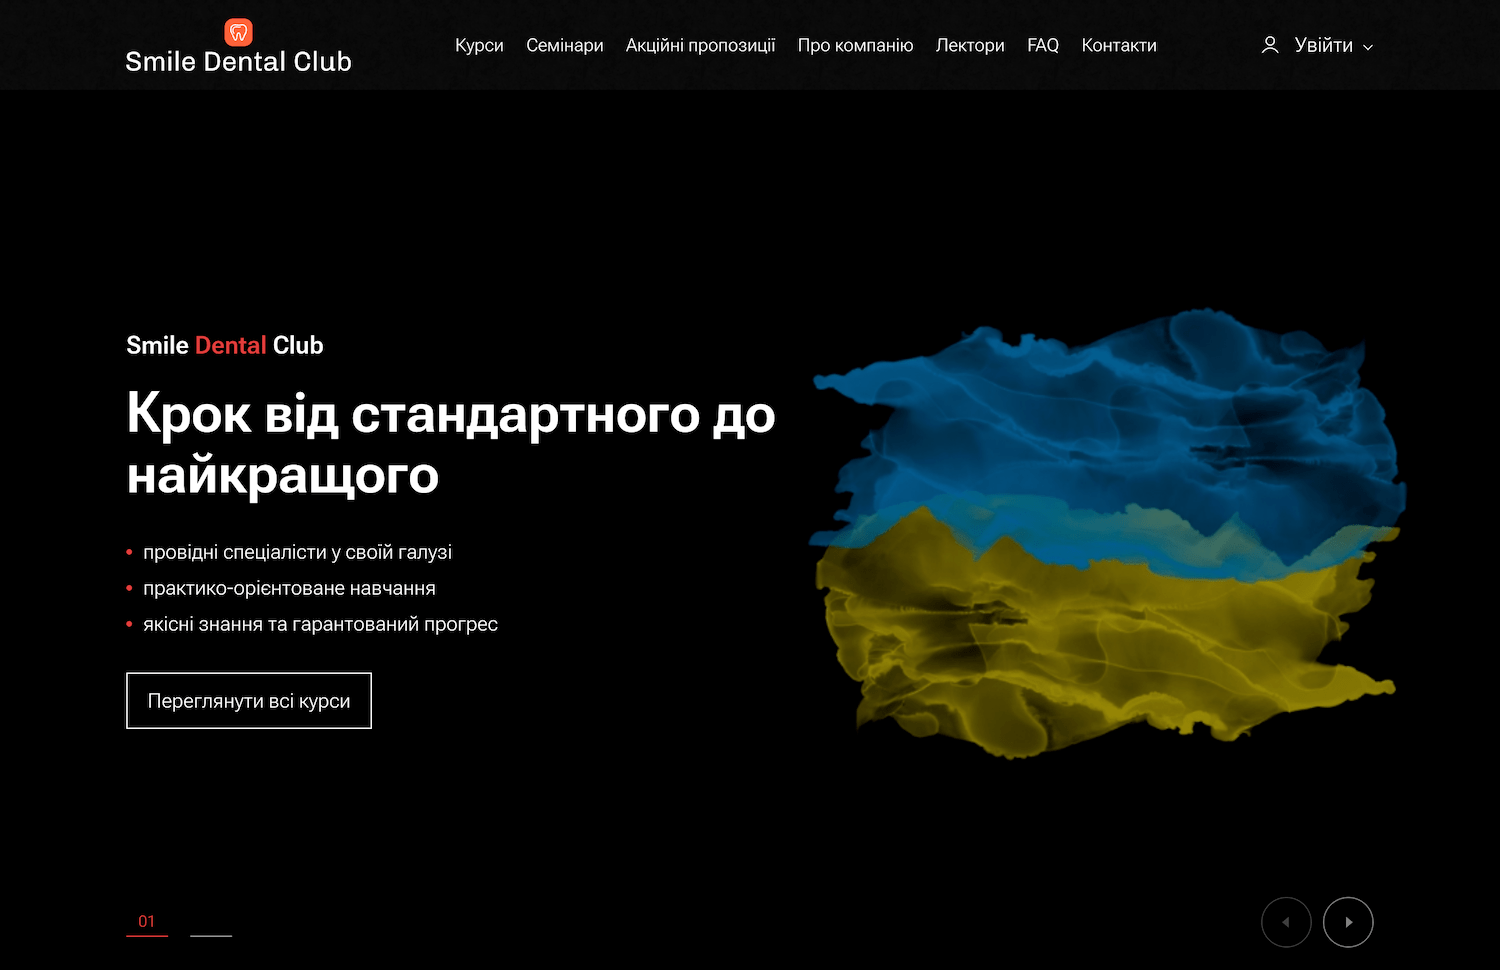 Smile Dental Club
Курси Семінари Акційні пропозиції Про компанію Лектори FAQ Контакти Увійти
Smile Dental Club
Крок від стандартного до
найкращого
провідні спеціалісти у своїй галузі
практико-орієнтоване навчання
якісні знання та гарантований прогрес
Переглянути всі курси
01